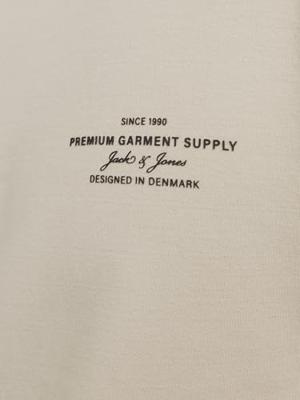 SINCE 1990
PREMIUM GARMENT SUPPLY
Jack & Jones
DESIGNED IN DENMARK